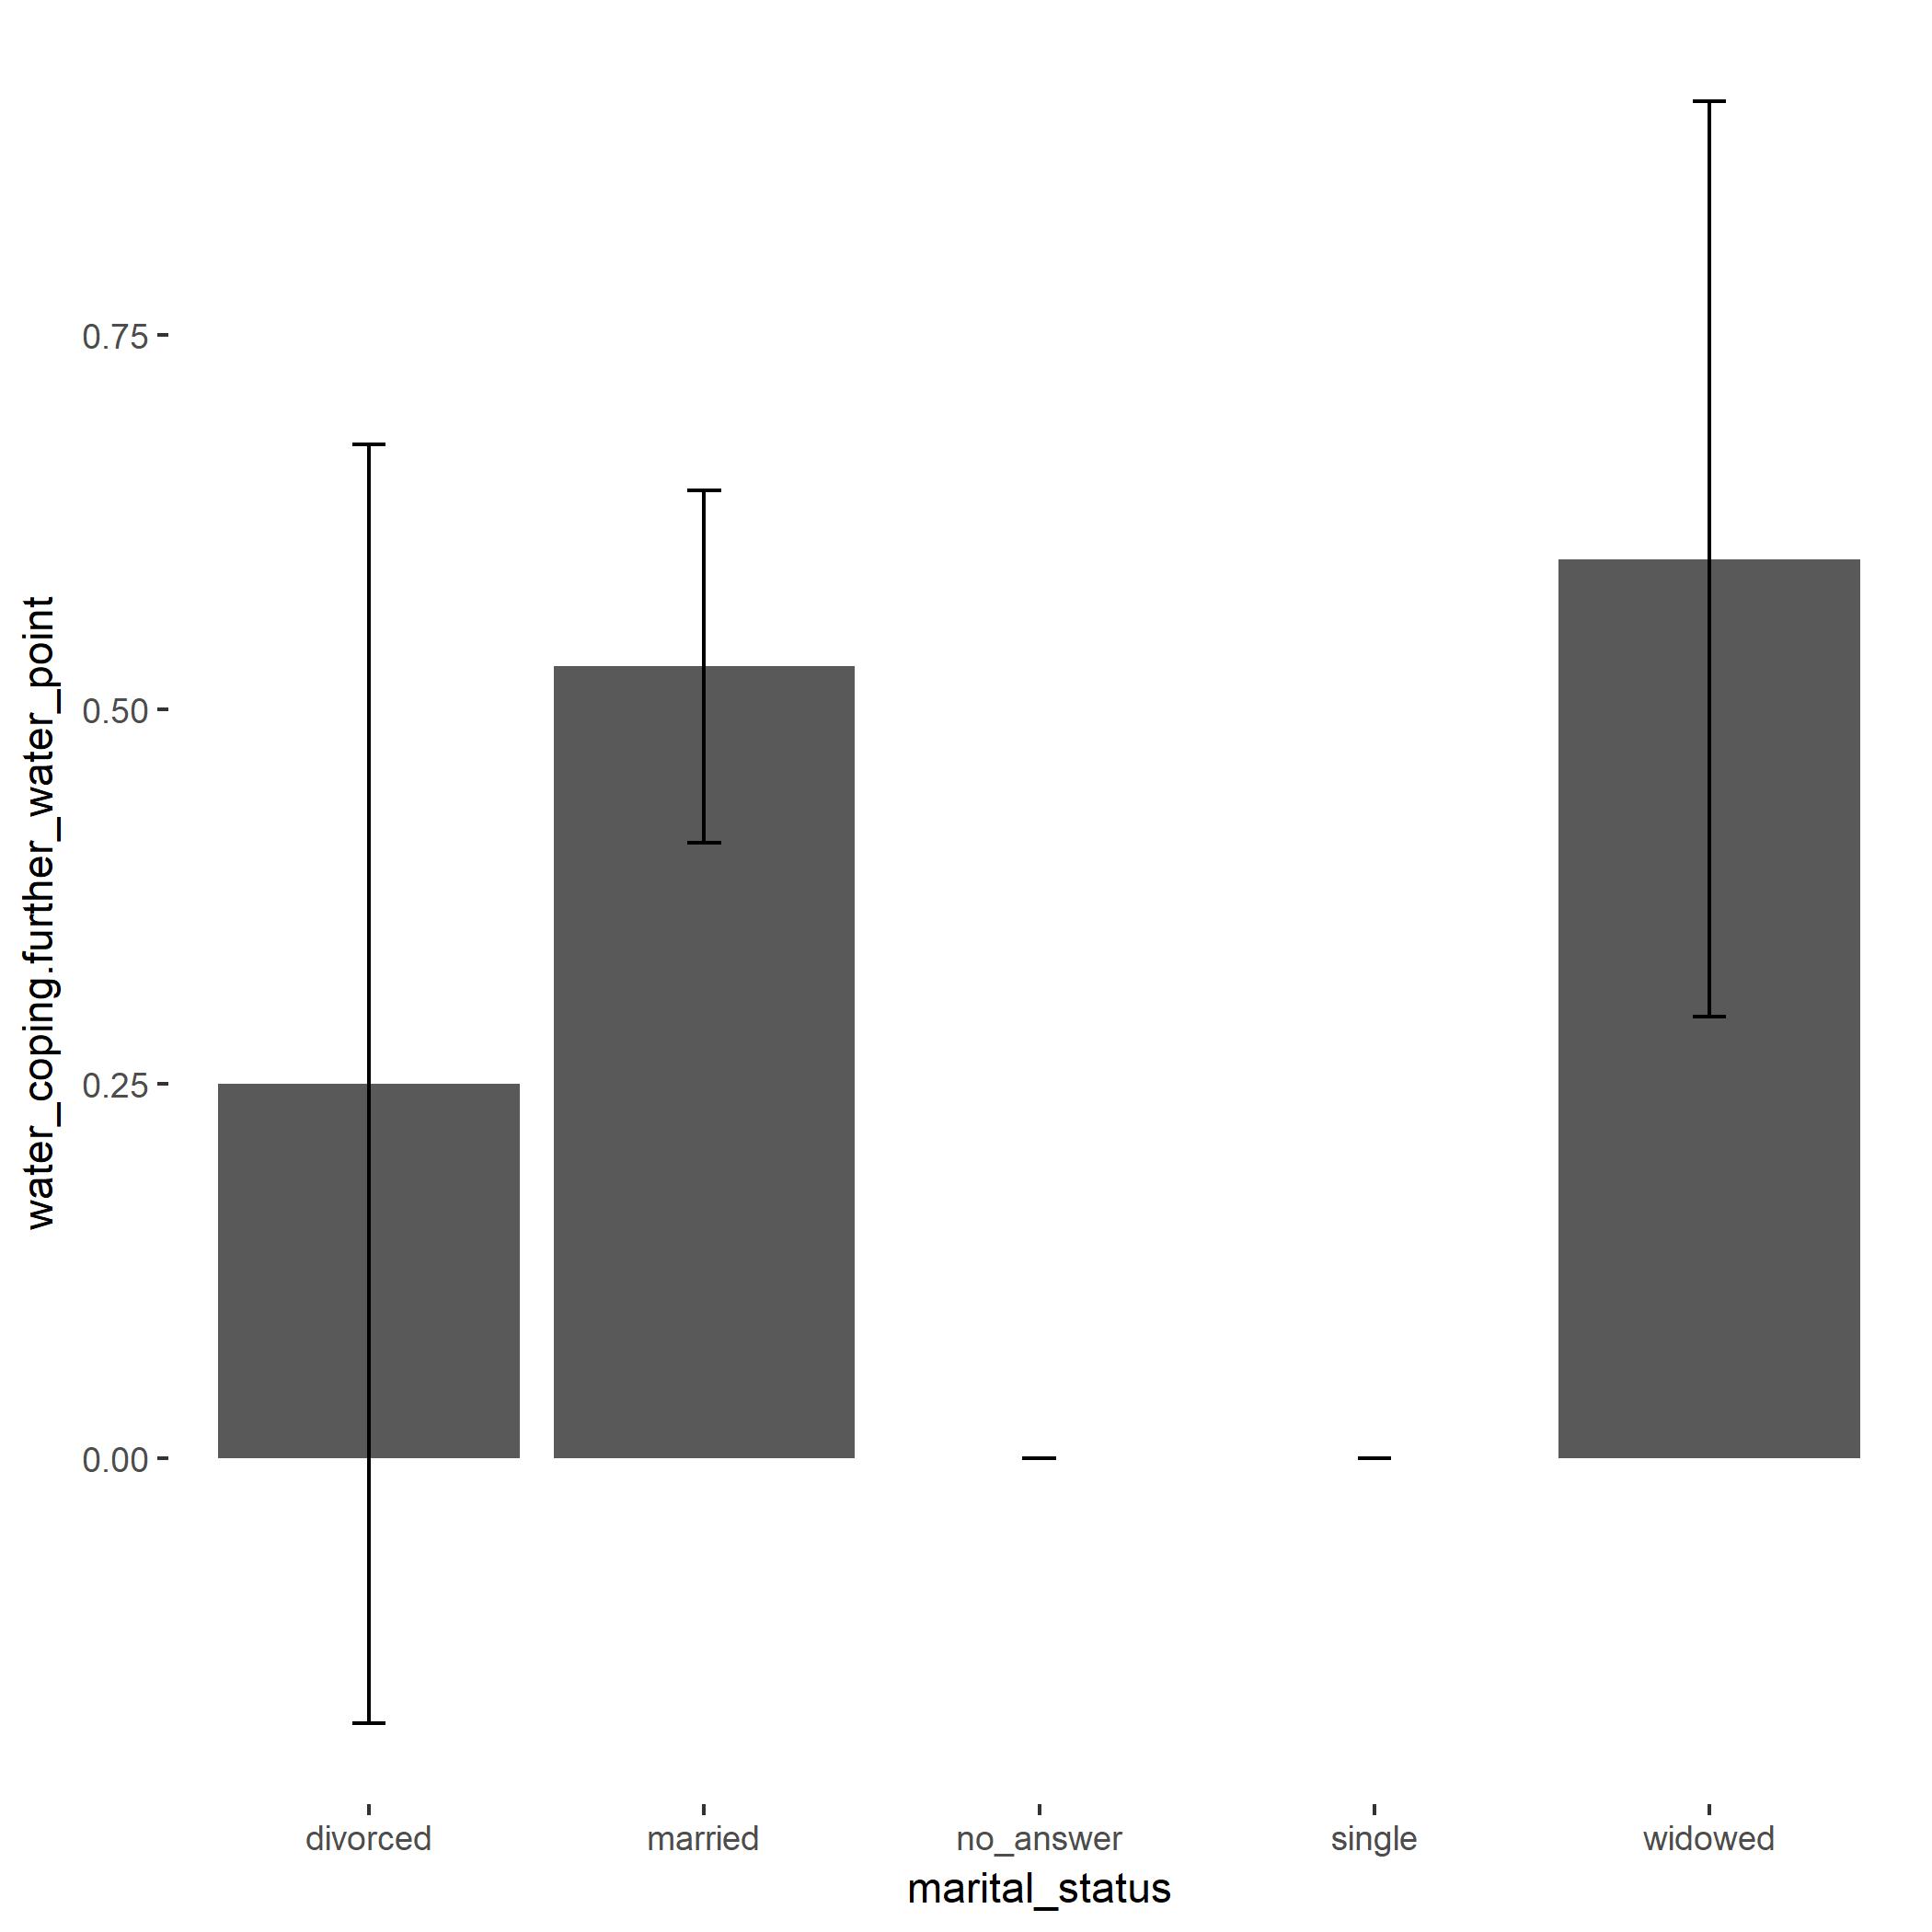 water_coping.further_water_point
0.75
0.50
0.25
0.00
divorced married no_answer single widowed
marital_status